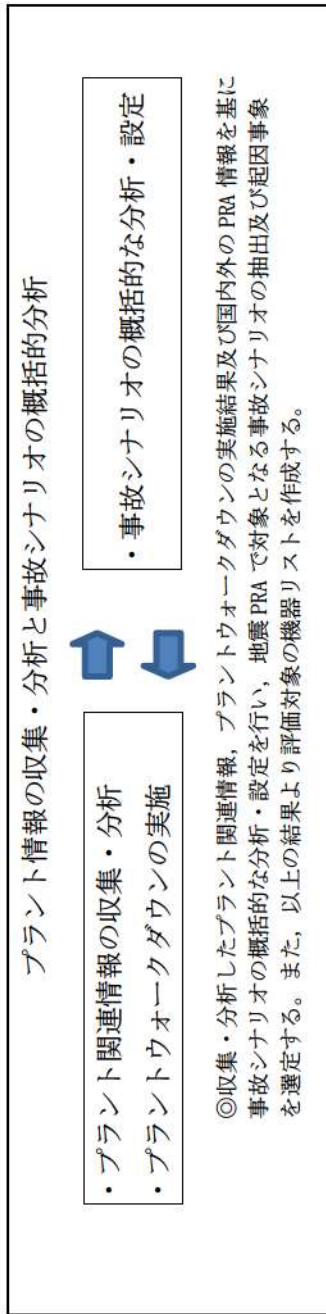 プラント情報の収集・分析と事故シナリオの概括的分析
・プラント関連情報の収集・分析
・プラントウォークダウンの実施
・事故シナリオの概括的な分析・設定
◎収集・分析したプラント関連情報，プラントウォークダウンの実施結果及び国内外の PRA 情報を基に
事故シナリオの概括的な分析・設定を行い，地震 PRA で対象となる事故シナリオの抽出及び起因事象
を選定する。また，以上の結果より評価対象の機器リストを作成する。